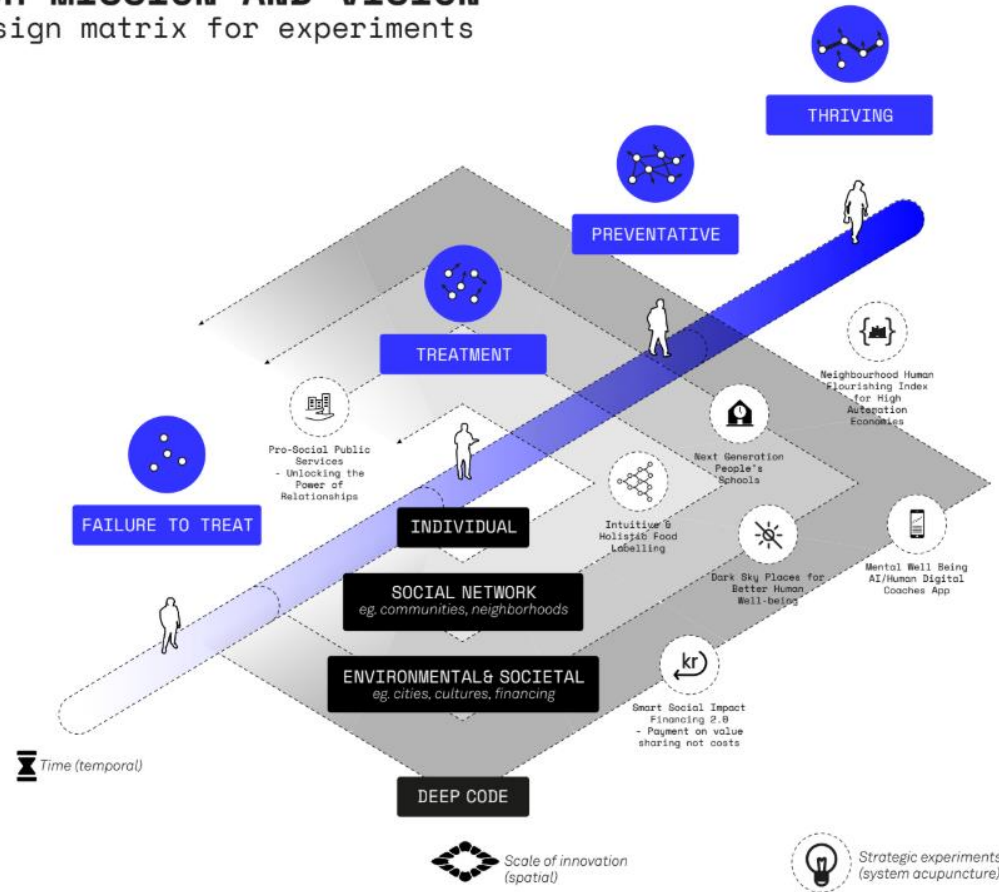 MISSION AND VISION
sign matrix for experiments
THRIVING
PREVENTATIVE
TREATMENT
FAILURE TO TREAT
Pro-Social Public
Services
- Unlocking the
Power of
Relationships
Neighbourhood Human
Flourishing Index
for High
Automation
Economies
Next Generation
People's
Schools
Intuitive &
Holistib Food
Labelling
Dark Sky Places for
Better Human
Well-being
Mental Well Being
AI/Human Digital
Coaches App
kr
Smart Social Impact
Financing 2.0
- Payment on value
sharing not costs
INDIVIDUAL
SOCIAL NETWORK
eg. communities, neighborhoods
ENVIRONMENTAL& SOCIETAL
eg. cities, cultures, financing
DEEP CODE
Time (temporal)
Scale of innovation
(spatial)
Strategic experiments
(system acupuncture)